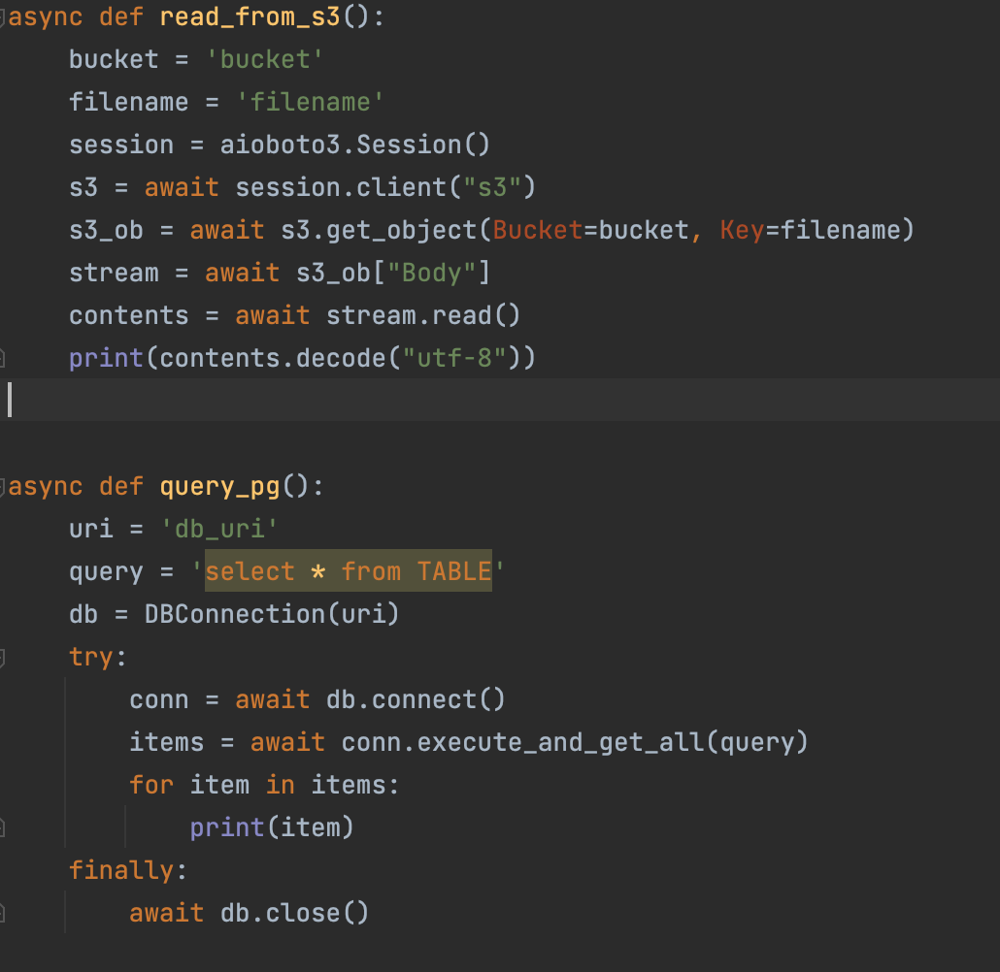 async def read_from_s3():
    bucket = 'bucket'
    filename = 'filename'
    session = aioboto3.Session()
    s3 = await session.client("s3")
    s3_ob = await s3.get_object(Bucket=bucket, Key=filename)
    stream = await s3_ob["Body"]
    contents = await stream.read()
    print(contents.decode("utf-8"))
async def query_pg():
    uri = 'db_uri'
    query = 'select * from TABLE'
    db = DBConnection(uri)
    try:
        conn = await db.connect()
        items = await conn.execute_and_get_all(query)
        for item in items:
            print(item)
    finally:
        await db.close()